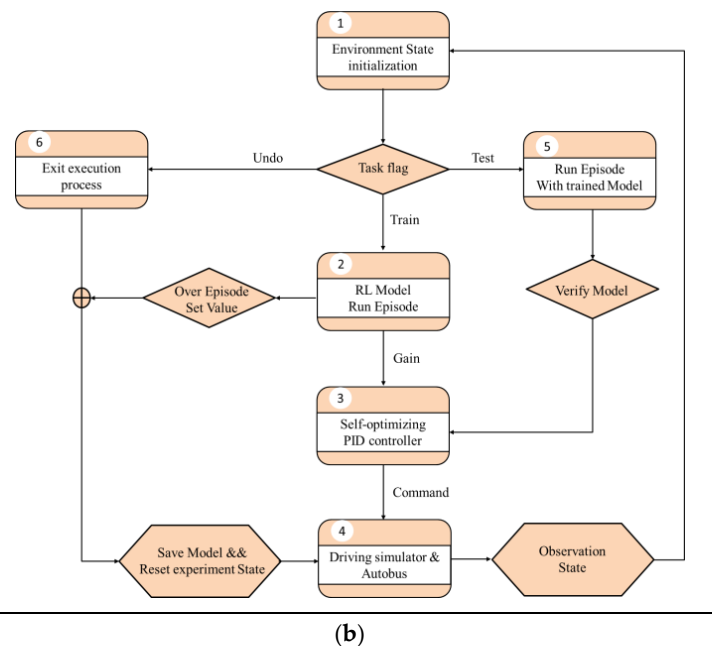 1
Environment State
initialization
6
Exit execution
process
Undo
Task flag
Test
5
Run Episode
With trained Model
Train
2
RL Model
Run Episode
Over Episode
Set Value
Verify Model
Gain
3
Self-optimizing
PID controller
Command
4
Driving simulator &
Autobus
Save Model &&
Reset experiment State
Observation
State
(b)